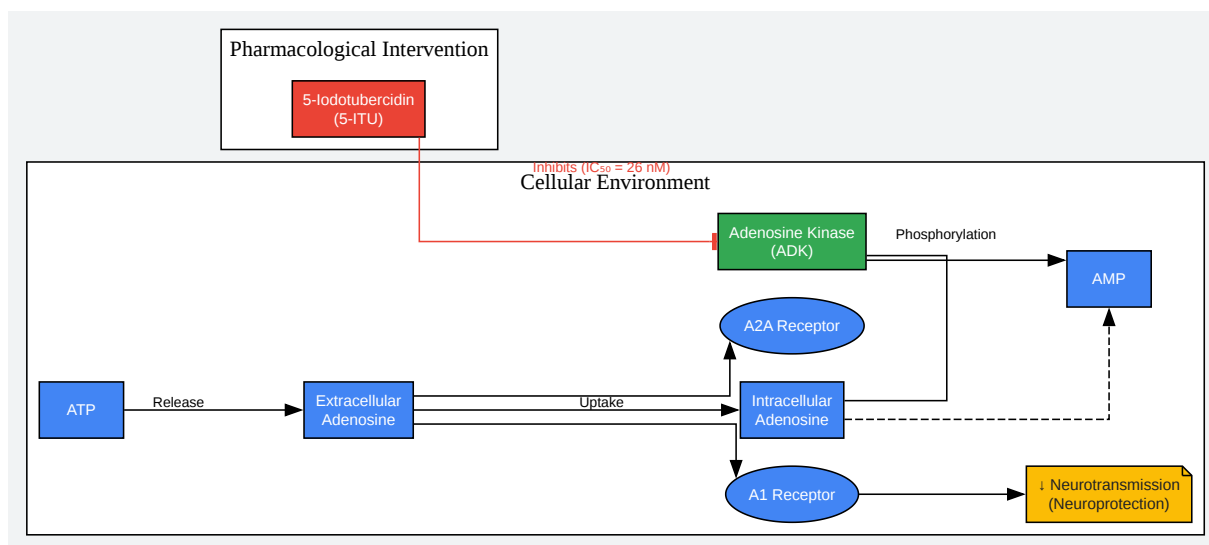 Pharmacological Intervention
5-Iodotubercidin
(5-ITU)
Inhibits (IC₅₀ = 26 nM)
Cellular Environment
Adenosine Kinase
(ADK)
Phosphorylation
AMP
A2A Receptor
ATP
Release
Extracellular
Adenosine
Uptake
Intracellular
Adenosine
A1 Receptor
↓ Neurotransmission
(Neuroprotection)